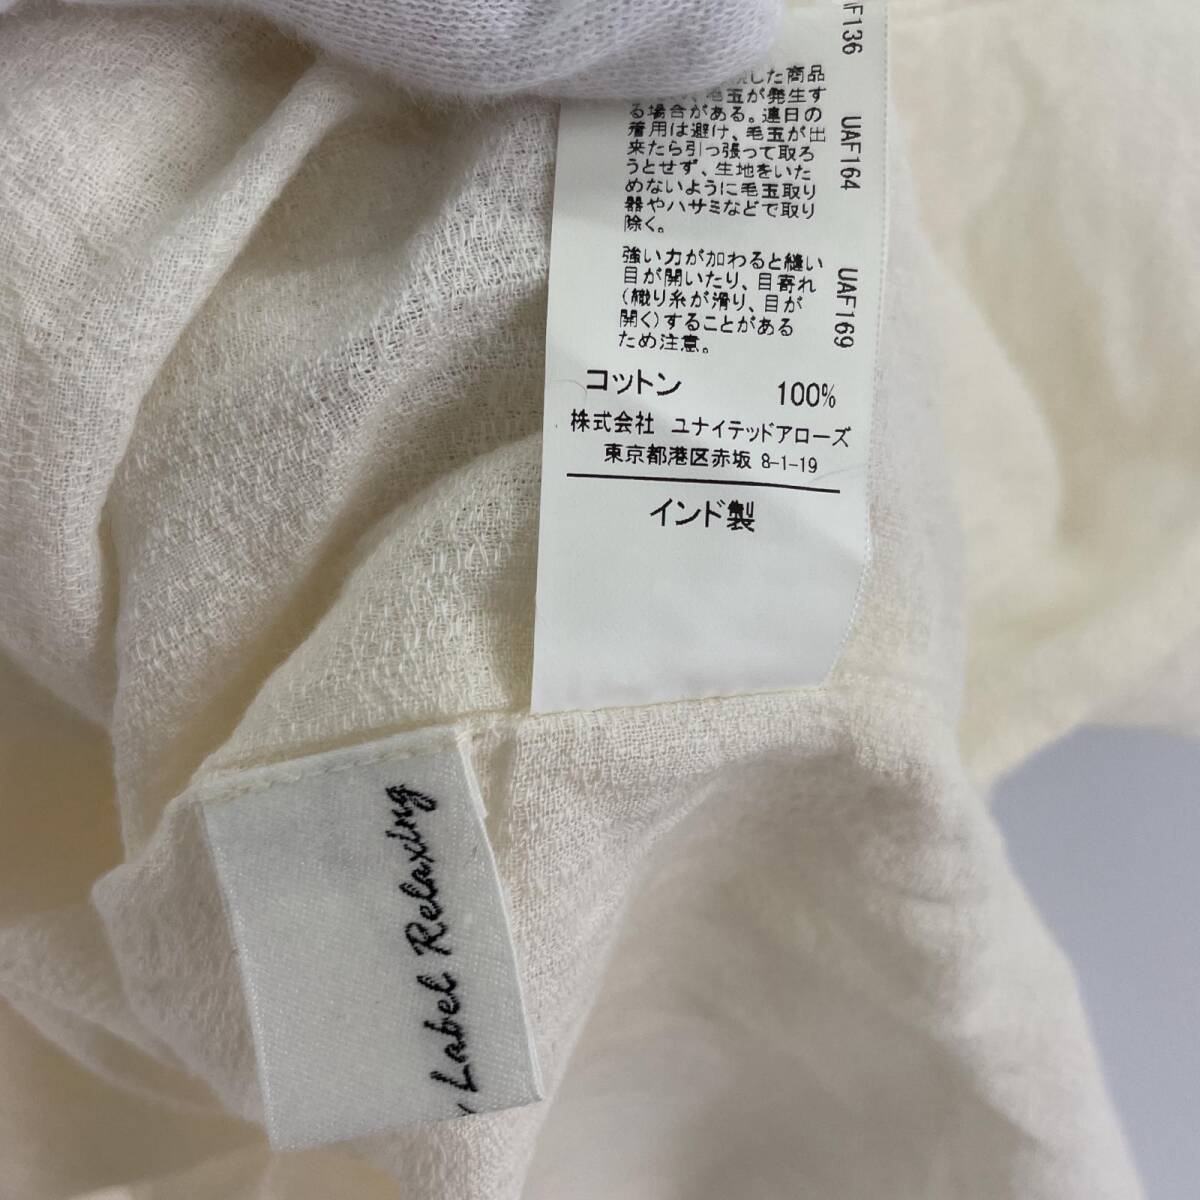 した商品
毛玉が発生す
る場合がある。連日の
着用は避け、毛玉が出
来たら引っ張って取ろ
うとせず、生地をいた
めないように毛玉取り
器やハサミなどで取り
除く。
強い力が加わると縫い
目が開いたり、目寄れ
(織り糸が滑り、目が
開く)することがある
ため注意。
コットン 100%
株式会社 ユナイテッドアローズ
東京都港区赤坂 8-1-19
インド製
AF136 UAF164 UAF169
Label Relaxing